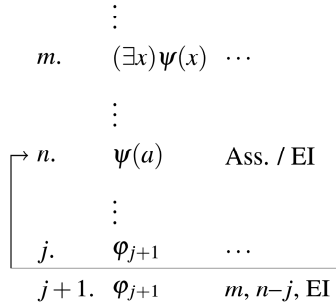 ⋮
m. (∃x)ψ(x) ⋯
⋮
n. ψ(a) Ass. / EI
⋮
j. φ_{j+1} ⋯
j+1. φ_{j+1} m, n–j, EI